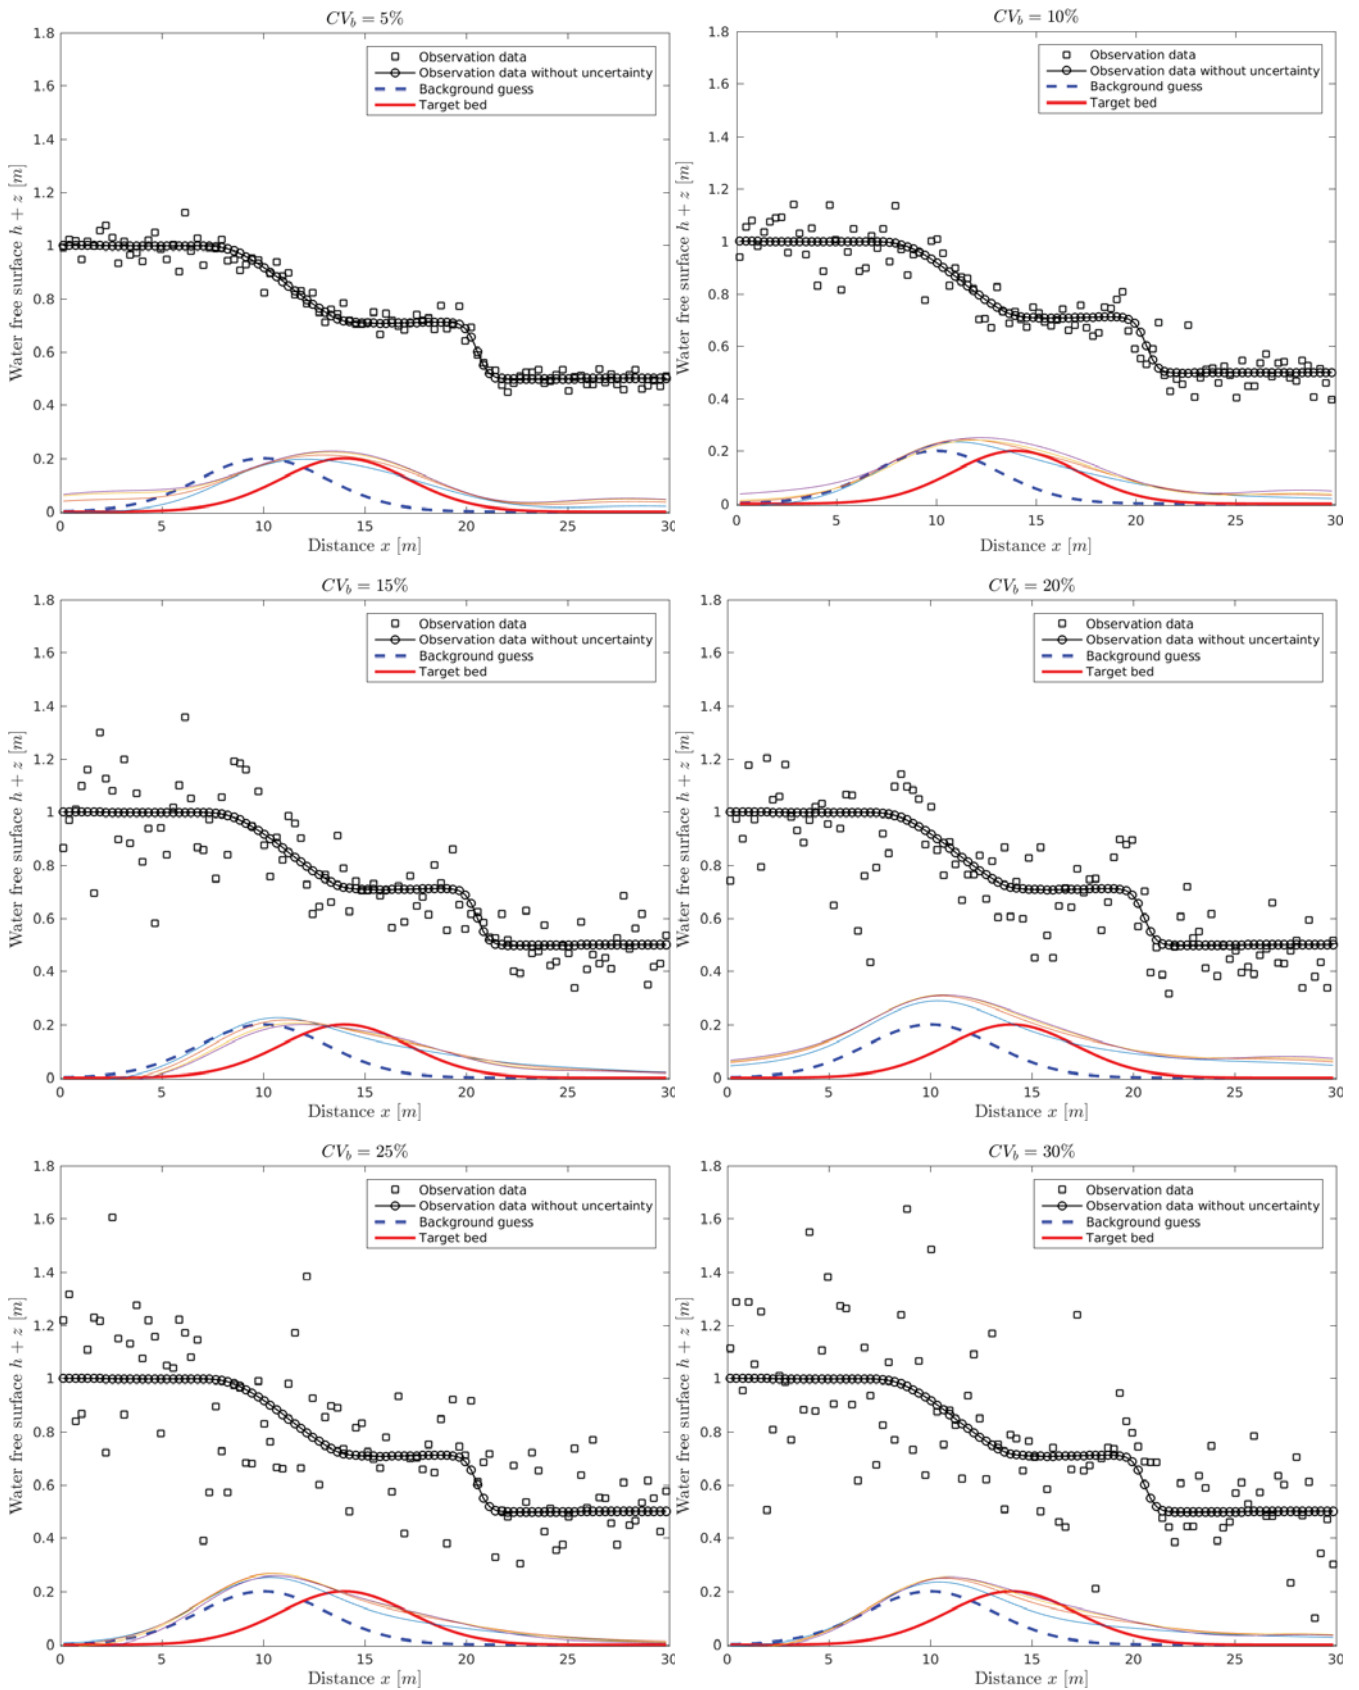 CV_b = 5%
1.8
1.6
1.4
1.2
1
0.8
0.6
0.4
0.2
0
Water free surface h + z [m]
Observation data
Observation data without uncertainty
Background guess
Target bed
0 5 10 15 20 25 30
Distance x [m]
CV_b = 10%
1.8
1.6
1.4
1.2
1
0.8
0.6
0.4
0.2
0
Water free surface h + z [m]
Observation data
Observation data without uncertainty
Background guess
Target bed
0 5 10 15 20 25 30
Distance x [m]
CV_b = 15%
1.8
1.6
1.4
1.2
1
0.8
0.6
0.4
0.2
0
Water free surface h + z [m]
Observation data
Observation data without uncertainty
Background guess
Target bed
0 5 10 15 20 25 30
Distance x [m]
CV_b = 20%
1.8
1.6
1.4
1.2
1
0.8
0.6
0.4
0.2
0
Water free surface h + z [m]
Observation data
Observation data without uncertainty
Background guess
Target bed
0 5 10 15 20 25 30
Distance x [m]
CV_b = 25%
1.8
1.6
1.4
1.2
1
0.8
0.6
0.4
0.2
0
Water free surface h + z [m]
Observation data
Observation data without uncertainty
Background guess
Target bed
0 5 10 15 20 25 30
Distance x [m]
CV_b = 30%
1.8
1.6
1.4
1.2
1
0.8
0.6
0.4
0.2
0
Water free surface h + z [m]
Observation data
Observation data without uncertainty
Background guess
Target bed
0 5 10 15 20 25 30
Distance x [m]